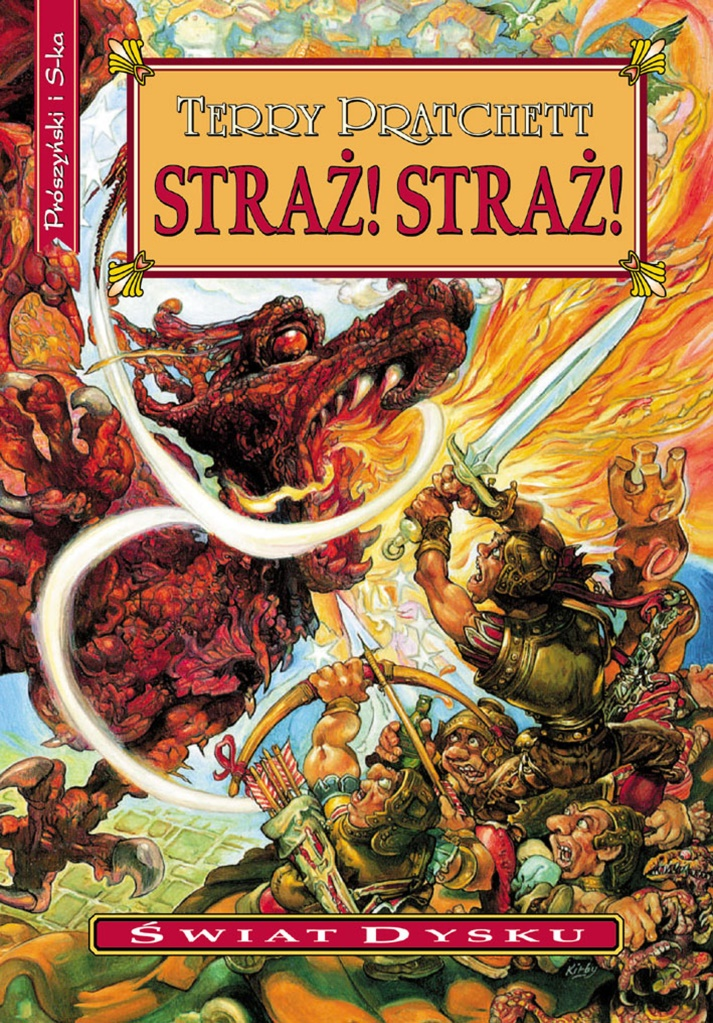 Prószyński i S-ka
TERRY PRATCHETT
STRAŻ! STRAŻ!
ŚWIAT DYSKU
Kirby